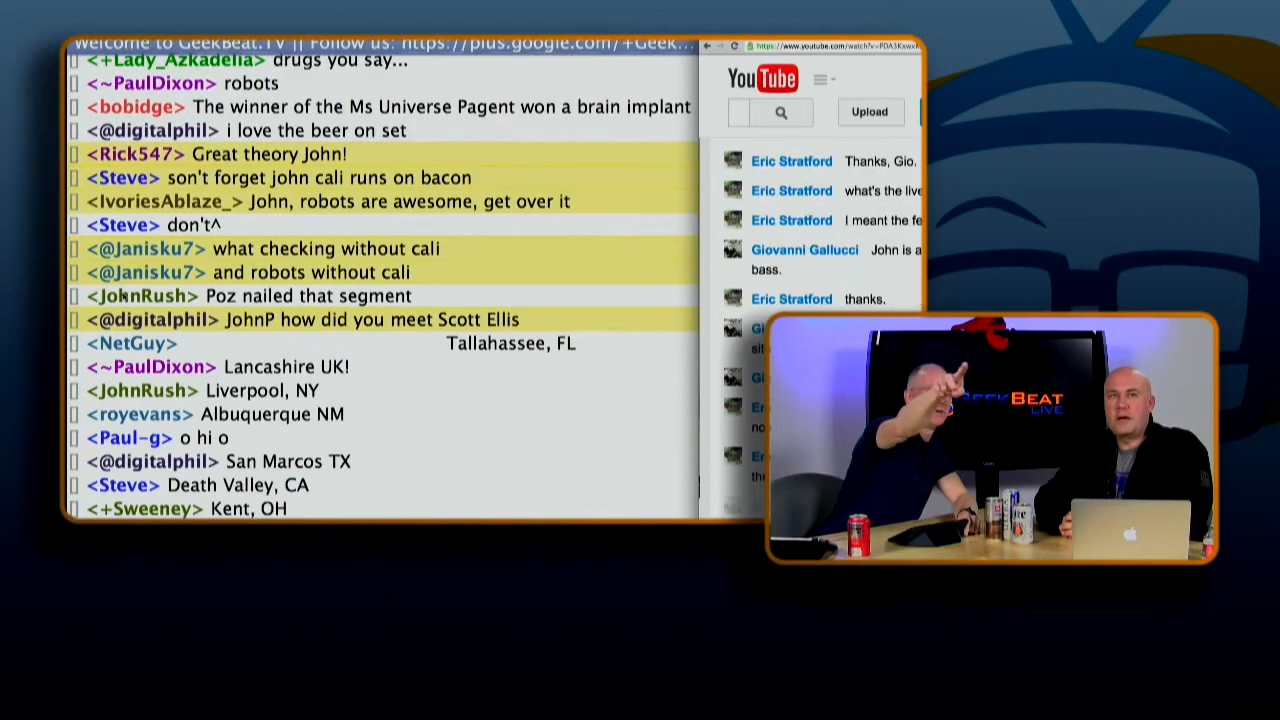 Welcome to GeekBeat.TV || Follow us: https://plus.google.com/+Geek...
<+Lady_Azkadelia> drugs you say...
<~PaulDixon> robots
<bobidge> The winner of the Ms Universe Pagent won a brain implant
<@digitalphil> i love the beer on set
<Rick547> Great theory John!
<Steve> son't forget john cali runs on bacon
<IvoriesAblaze_> John, robots are awesome, get over it
<Steve> don't^
<@Janisku7> what checking without cali
<@Janisku7> and robots without cali
<JohnRush> Poz nailed that segment
<@digitalphil> JohnP how did you meet Scott Ellis
<NetGuy> Tallahassee, FL
<~PaulDixon> Lancashire UK!
<JohnRush> Liverpool, NY
<royevans> Albuquerque NM
<Paul-g> o hi o
<@digitalphil> San Marcos TX
<Steve> Death Valley, CA
<+Sweeney> Kent, OH
YouTube
Upload
Eric Stratford Thanks, Gio.
Eric Stratford what's the live
Eric Stratford I meant the fe
Giovanni Gallucci John is a
bass.
Eric Stratford thanks.
GeekBeat
LIVE